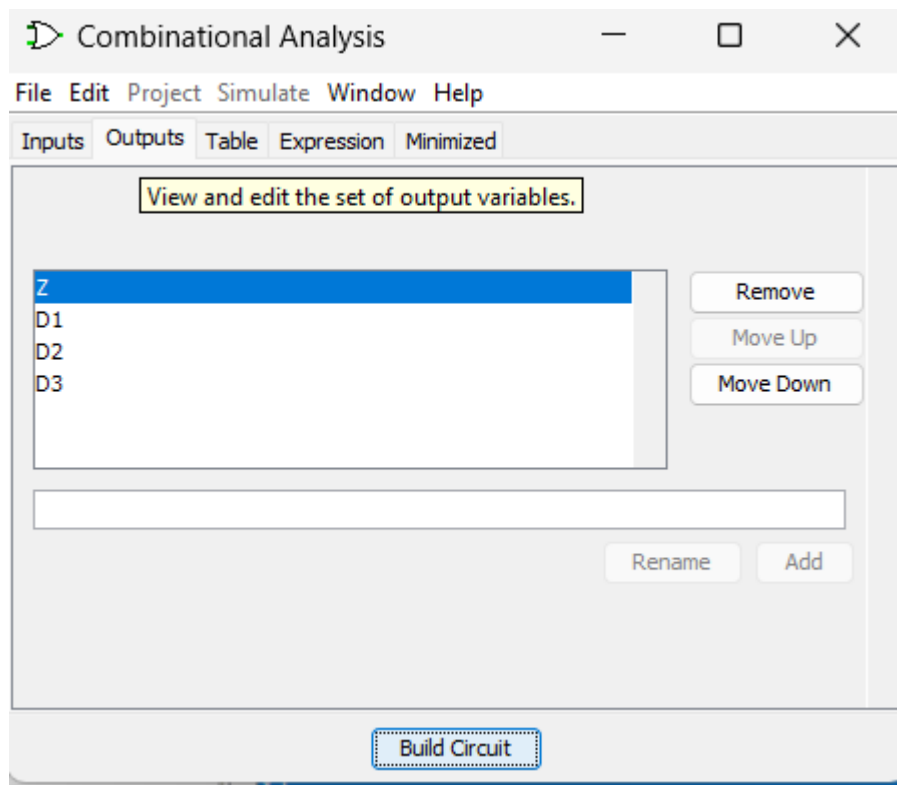 Combinational Analysis
File Edit Project Simulate Window Help
Inputs Outputs Table Expression Minimized
View and edit the set of output variables.
Z
D1
D2
D3
Remove
Move Up
Move Down
Rename Add
Build Circuit